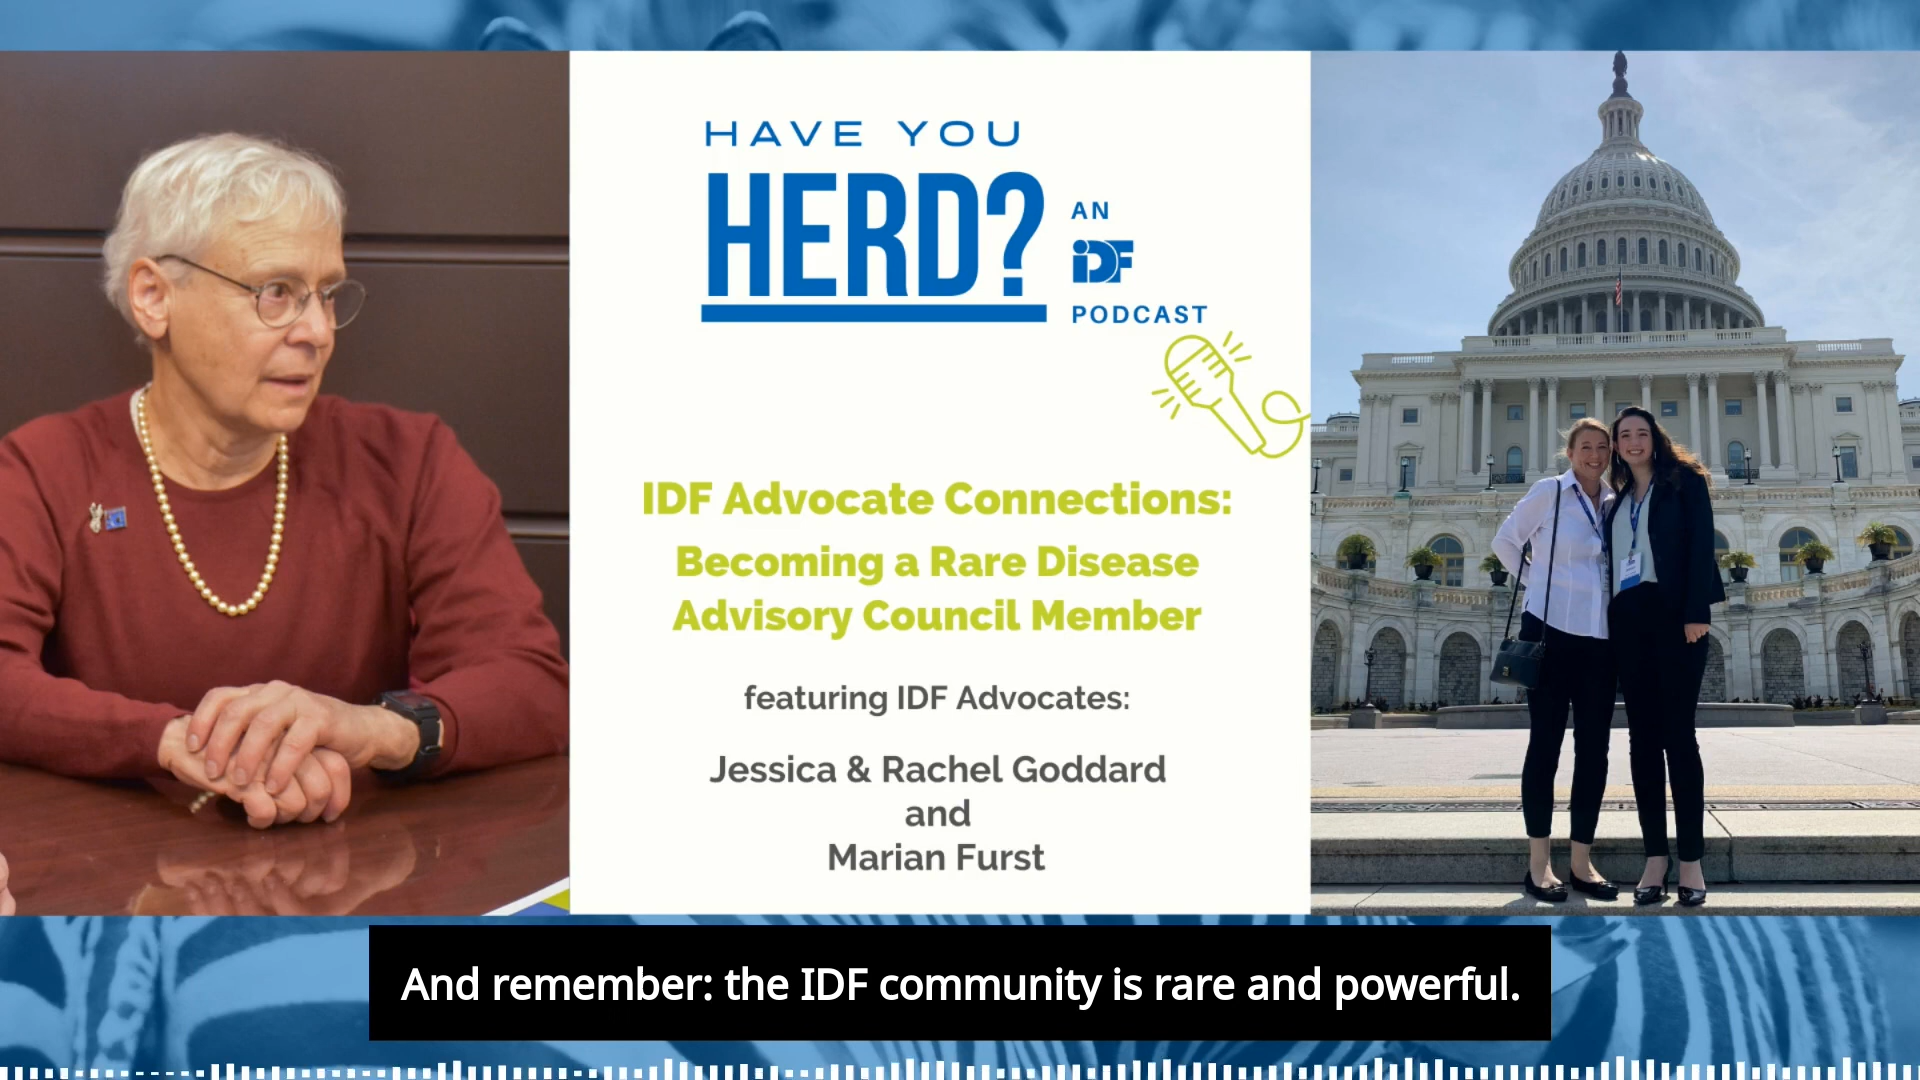 HAVE YOU
HERD?
AN
IDF
PODCAST
IDF Advocate Connections:
Becoming a Rare Disease
Advisory Council Member
featuring IDF Advocates:
Jessica & Rachel Goddard
and
Marian Furst
And remember: the IDF community is rare and powerful.